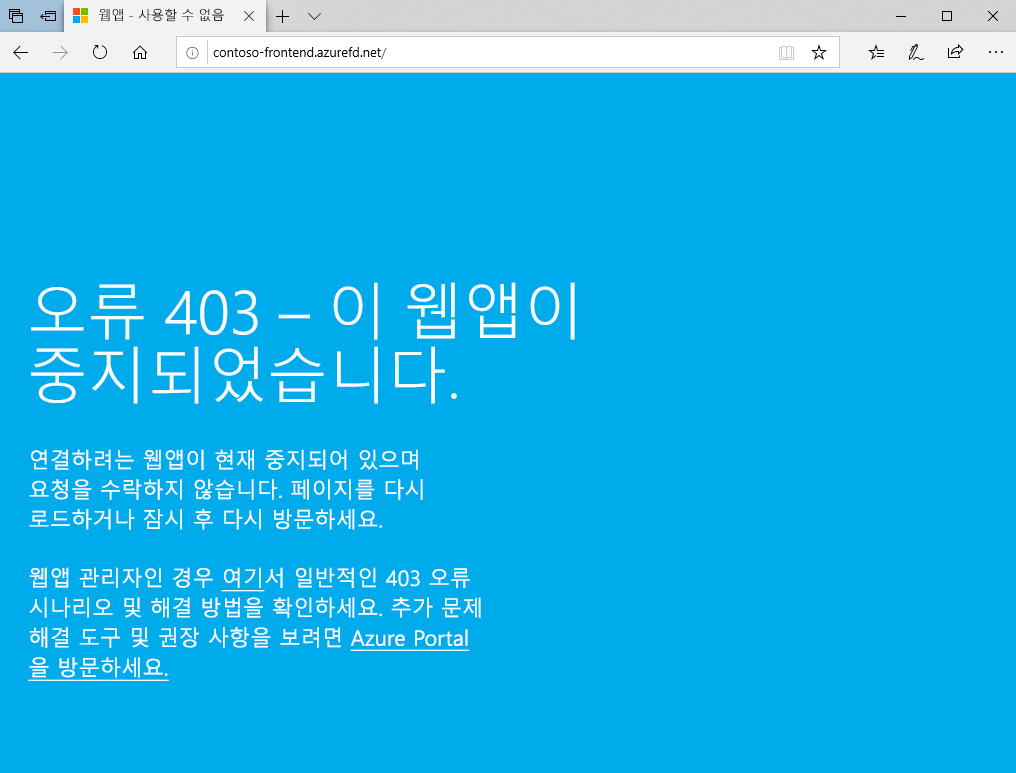 웹앱 - 사용할 수 없음
contoso-frontend.azurefd.net/
오류 403 – 이 웹앱이
중지되었습니다.
연결하려는 웹앱이 현재 중지되어 있으며
요청을 수락하지 않습니다. 페이지를 다시
로드하거나 잠시 후 다시 방문하세요.
웹앱 관리자인 경우 여기서 일반적인 403 오류
시나리오 및 해결 방법을 확인하세요. 추가 문제
해결 도구 및 권장 사항을 보려면 Azure Portal
을 방문하세요.